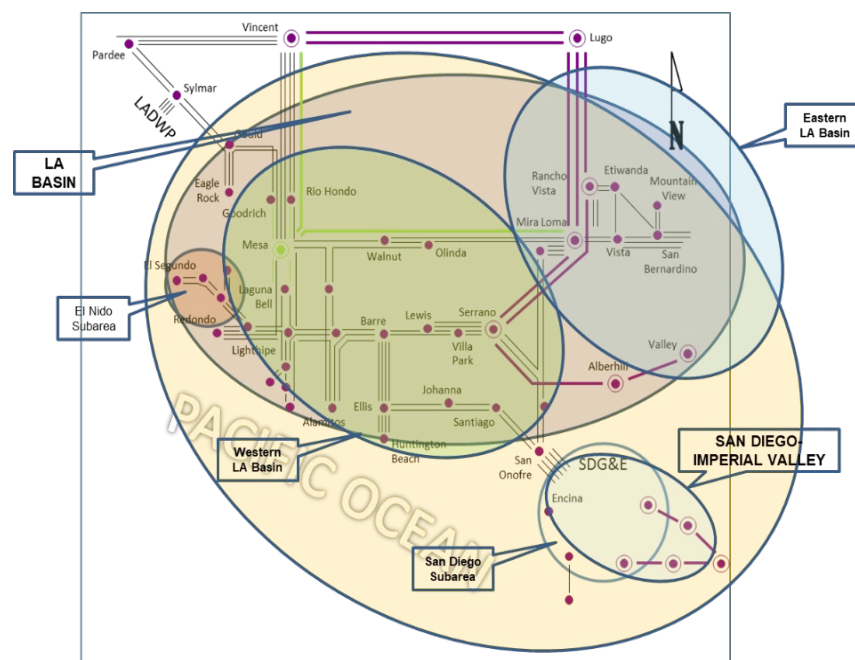 Vincent
Lugo
Pardee
Sylmar
LADWP
Gould
Eagle
Rock
Goodrich
Rio Hondo
LA
BASIN
N
Eastern
LA Basin
Rancho
Vista
Etiwanda
Mountain
View
Mira Loma
Vista
San
Bernardino
Mesa
Walnut
Olinda
El Segundo
El Nido
Subarea
Redondo
Laguna
Bell
Lighthipe
Barre
Lewis
Serrano
Villa
Park
Valley
Alberhill
Johanna
Alamitos
Ellis
Santiago
Huntington
Beach
Western
LA Basin
PACIFIC OCEAN
San
Onofre
SDG&E
SAN DIEGO-
IMPERIAL VALLEY
Encina
San Diego
Subarea